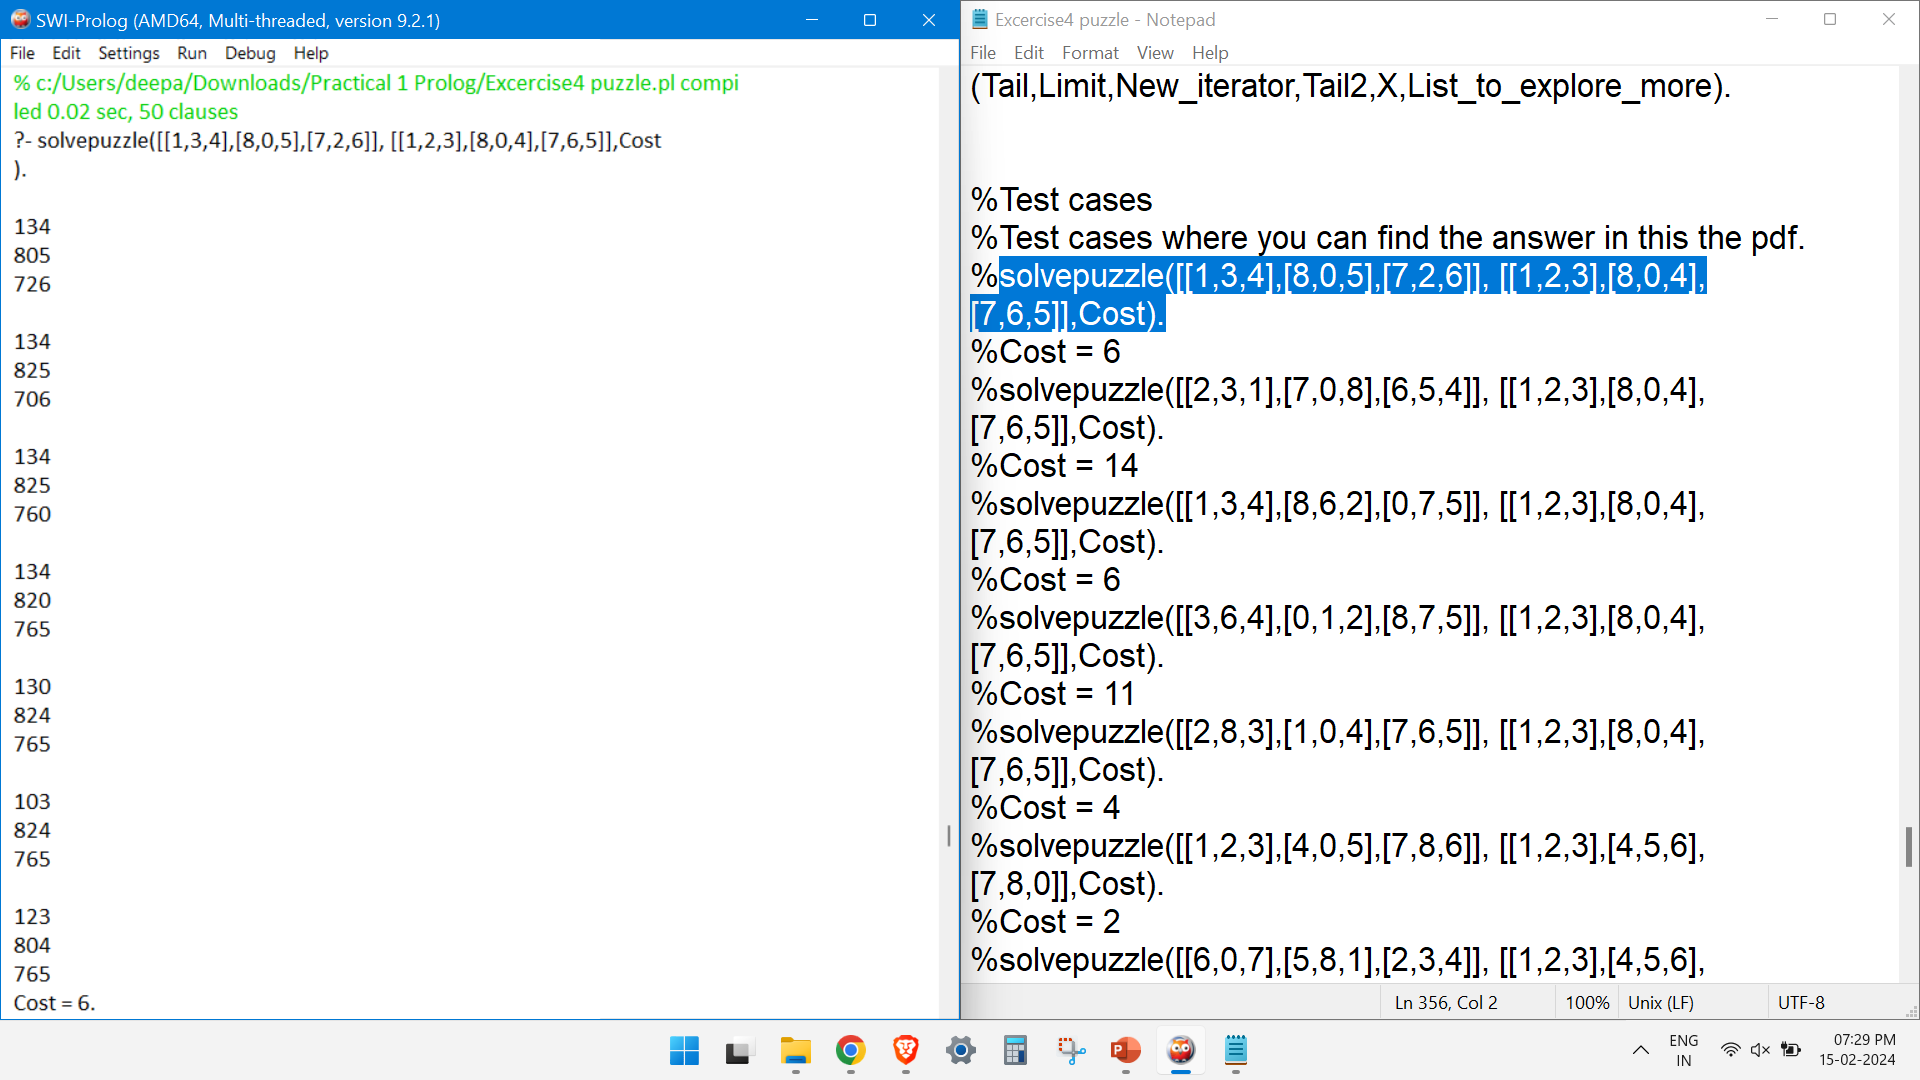 SWI-Prolog (AMD64, Multi-threaded, version 9.2.1)
File Edit Settings Run Debug Help
% c:/Users/deepa/Downloads/Practical 1 Prolog/Excercise4 puzzle.pl compi
led 0.02 sec, 50 clauses
?- solvepuzzle([[1,3,4],[8,0,5],[7,2,6]], [[1,2,3],[8,0,4],[7,6,5]],Cost
).
134
805
726
134
825
706
134
825
760
134
820
765
130
824
765
103
824
765
123
804
765
Cost = 6.
Excercise4 puzzle - Notepad
File Edit Format View Help
(Tail,Limit,New_iterator,Tail2,X,List_to_explore_more).
%Test cases
%Test cases where you can find the answer in this the pdf.
%solvepuzzle([[1,3,4],[8,0,5],[7,2,6]], [[1,2,3],[8,0,4],
[7,6,5]],Cost).
%Cost = 6
%solvepuzzle([[2,3,1],[7,0,8],[6,5,4]], [[1,2,3],[8,0,4],
[7,6,5]],Cost).
%Cost = 14
%solvepuzzle([[1,3,4],[8,6,2],[0,7,5]], [[1,2,3],[8,0,4],
[7,6,5]],Cost).
%Cost = 6
%solvepuzzle([[3,6,4],[0,1,2],[8,7,5]], [[1,2,3],[8,0,4],
[7,6,5]],Cost).
%Cost = 11
%solvepuzzle([[2,8,3],[1,0,4],[7,6,5]], [[1,2,3],[8,0,4],
[7,6,5]],Cost).
%Cost = 4
%solvepuzzle([[1,2,3],[4,0,5],[7,8,6]], [[1,2,3],[4,5,6],
[7,8,0]],Cost).
%Cost = 2
%solvepuzzle([[6,0,7],[5,8,1],[2,3,4]], [[1,2,3],[4,5,6],
Ln 356, Col 2 100% Unix (LF) UTF-8
ENG
IN
07:29 PM
15-02-2024